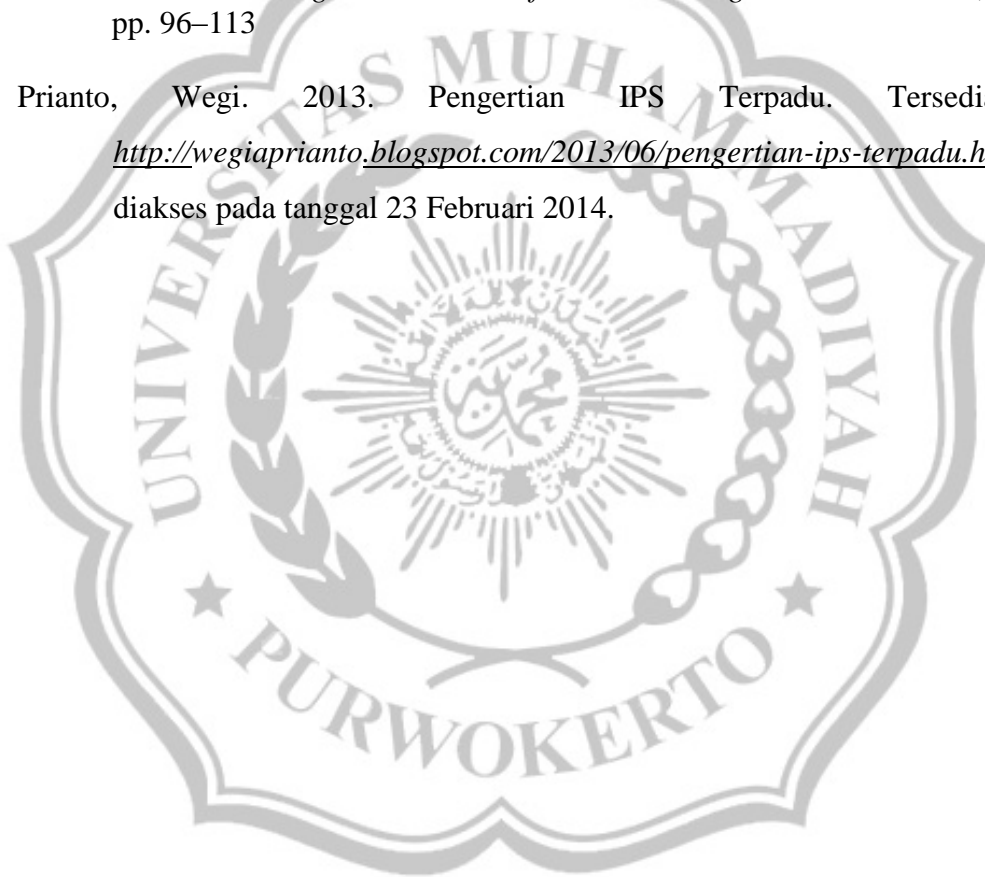 pp. 96–113
Prianto, Wegi. 2013. Pengertian IPS Terpadu.
http://wegiaprianto.blogspot.com/2013/06/pengertian-ips-terpadu.h
diakses pada tanggal 23 Februari 2014.
UNIVERSITAS MUHAMMADIYAH
PURWOKERTO